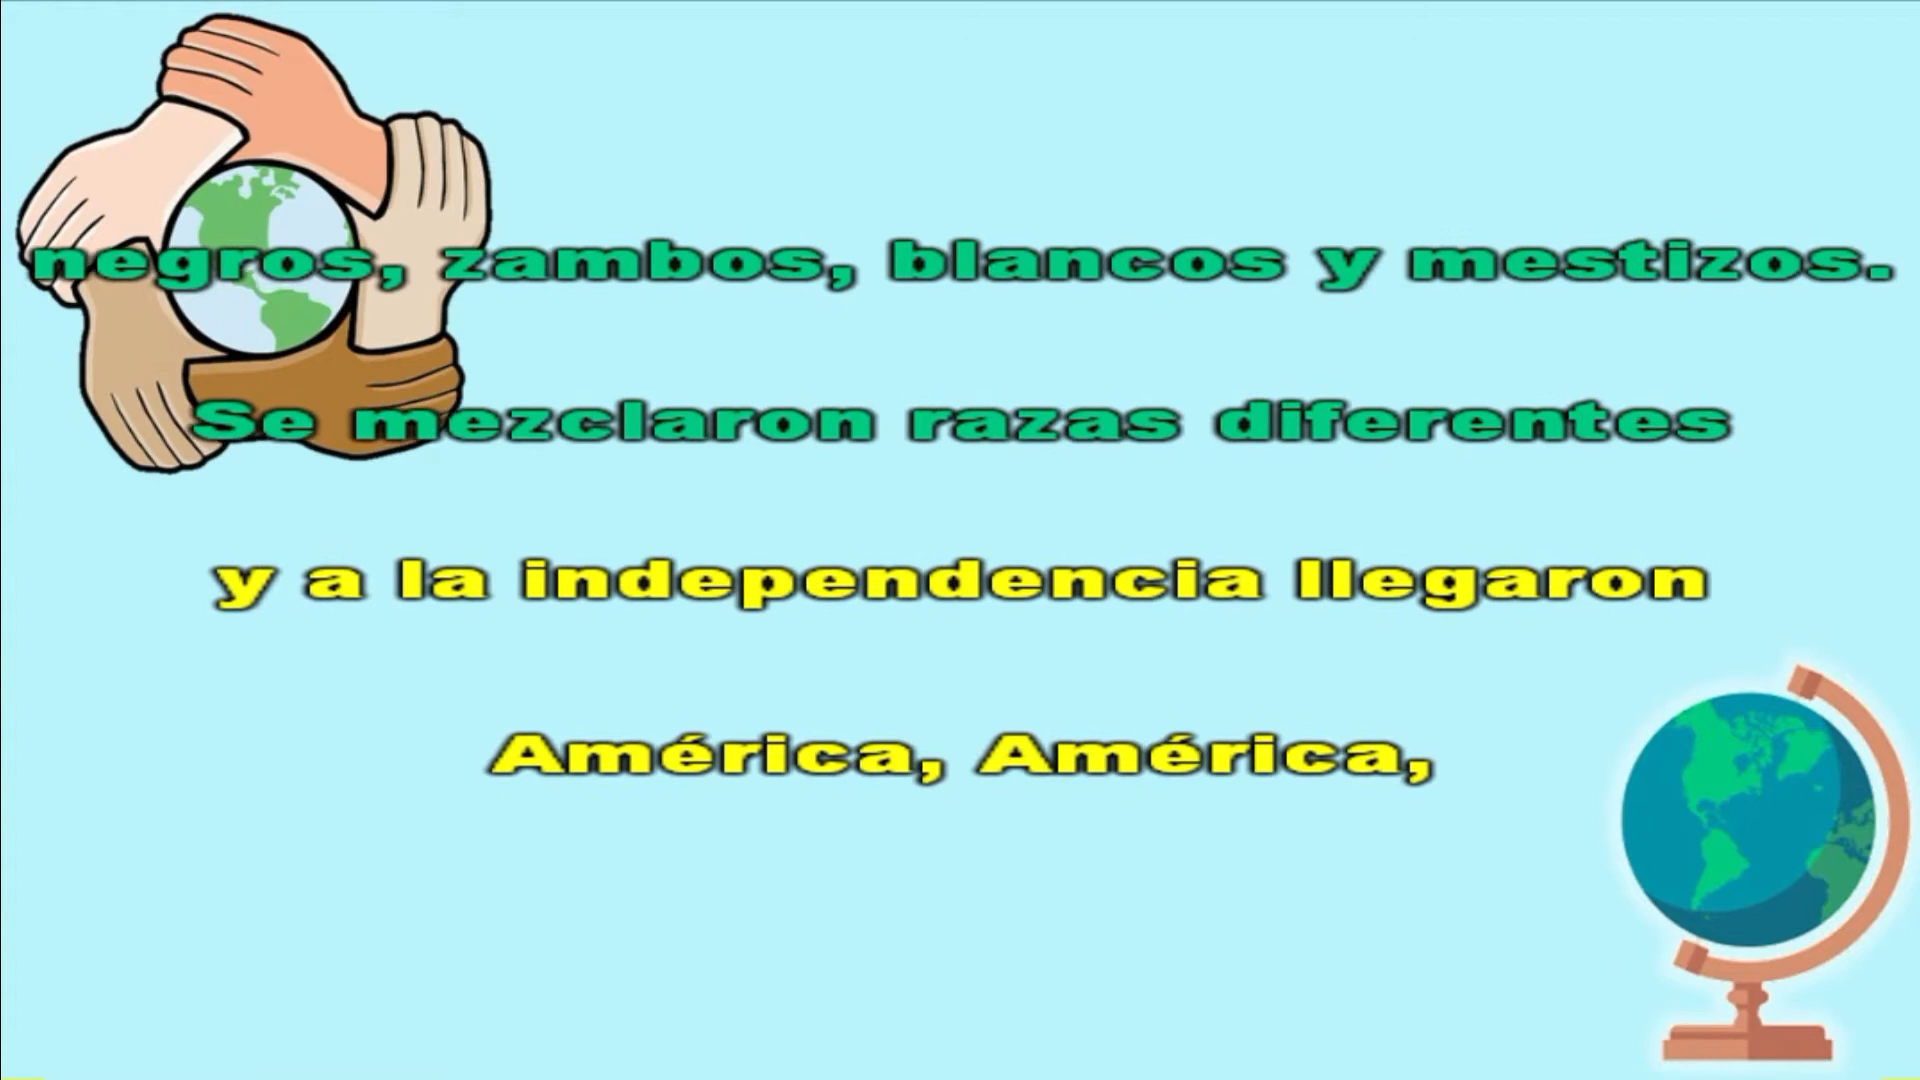 negros, zambos, blancos y mestizos.
Se mezclaron razas diferentes
y a la independencia llegaron
América, América,